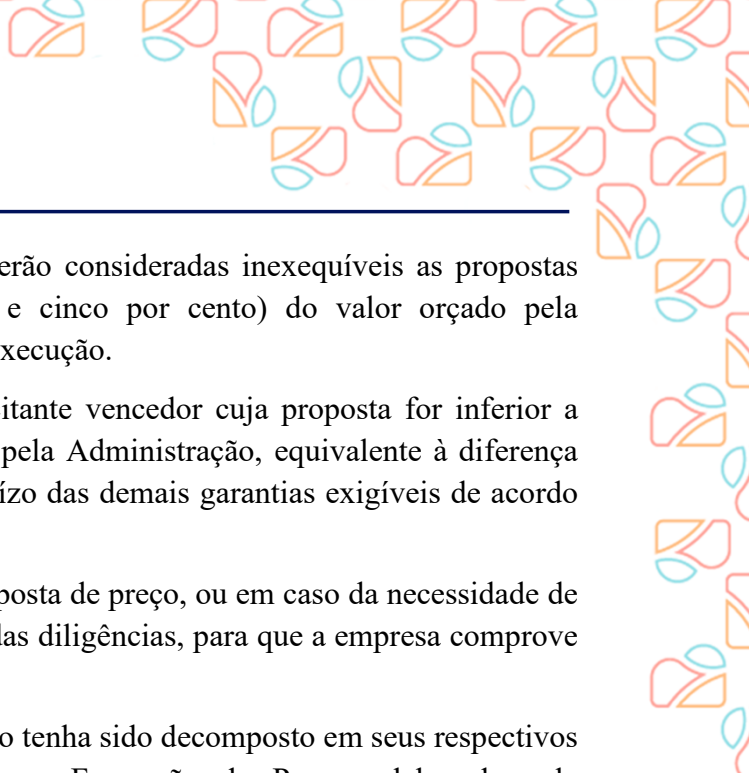 erão consideradas inexequíveis as propostas
e cinco por cento) do valor orçado pela
xecução.
itante vencedor cuja proposta for inferior a
pela Administração, equivalente à diferença
ízo das demais garantias exigíveis de acordo
posta de preço, ou em caso da necessidade de
das diligências, para que a empresa comprove
o tenha sido decomposto em seus respectivos